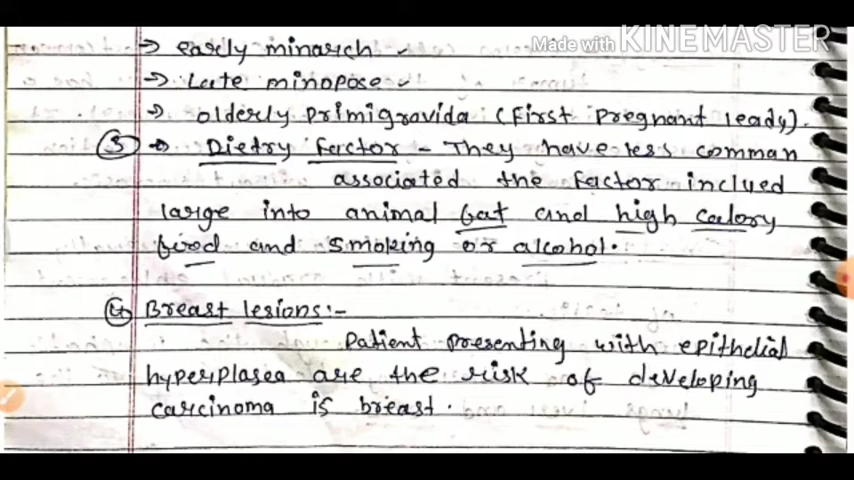 Made with KINEMASTER
→ early minarch
→ Late minopose
→ olderly primigravida (First pregnant leady).
③ → Dietry Factor - They have less comman
associated the factor inclued
large into animal fat and high calory
food and smoking or alcohol.
④ Breast lesions:-
Patient presenting with epithelial
hyperplasea are the risk of developing
carcinoma is breast.